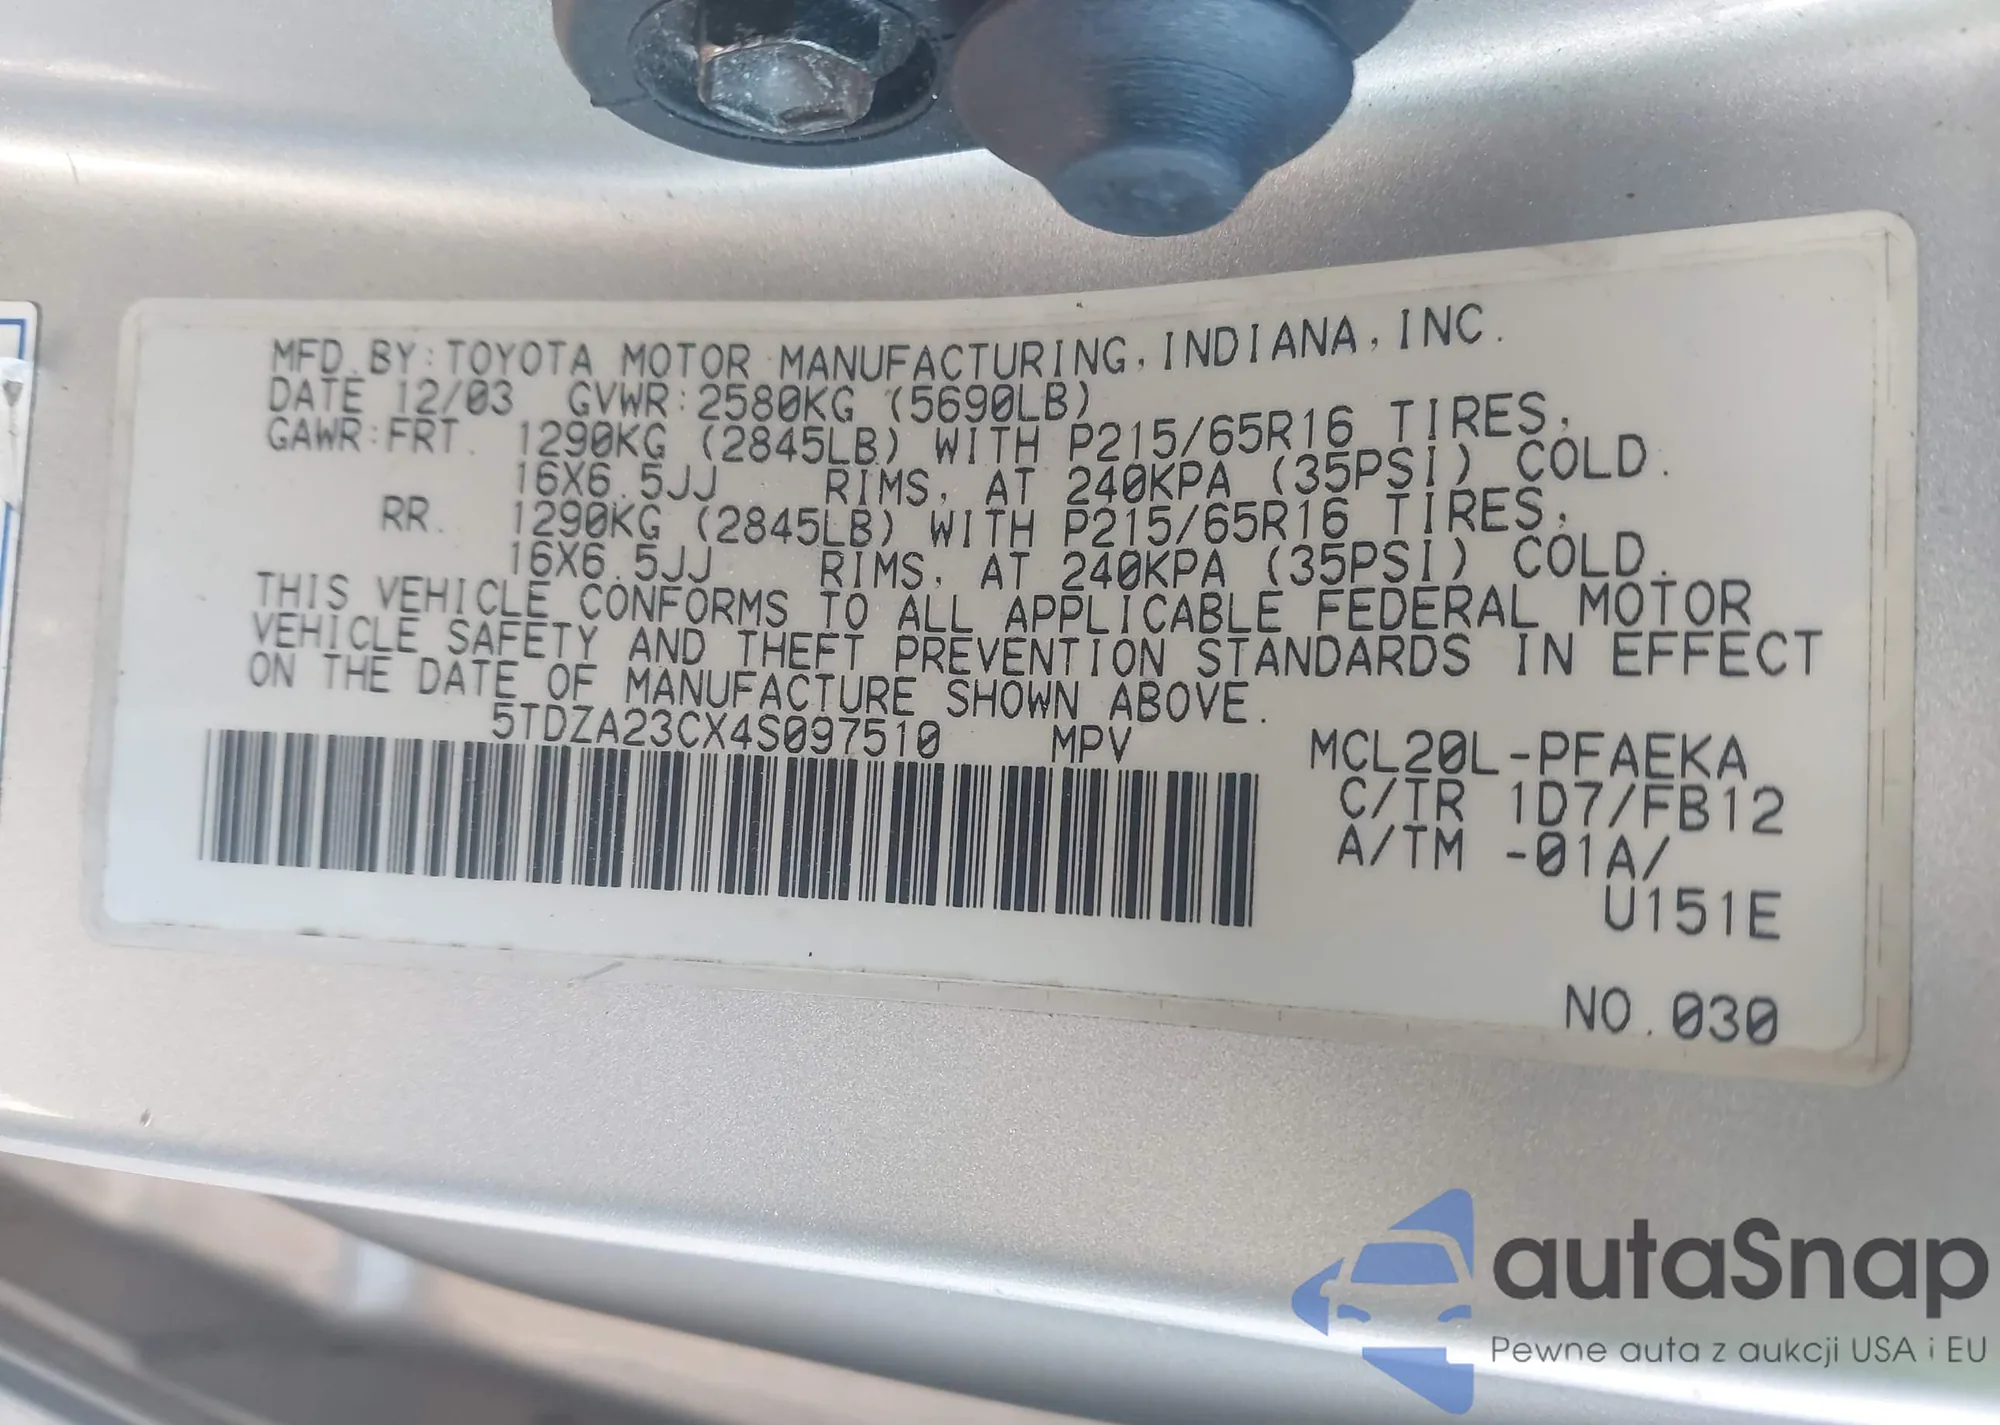 MFD.BY:TOYOTA MOTOR MANUFACTURING,INDIANA,INC.
DATE 12/03 GVWR:2580KG (5690LB)
GAWR:FRT. 1290KG (2845LB) WITH P215/65R16 TIRES,
16X6.5JJ RIMS, AT 240KPA (35PSI) COLD.
RR. 1290KG (2845LB) WITH P215/65R16 TIRES,
16X6.5JJ RIMS, AT 240KPA (35PSI) COLD.
THIS VEHICLE CONFORMS TO ALL APPLICABLE FEDERAL MOTOR
VEHICLE SAFETY AND THEFT PREVENTION STANDARDS IN EFFECT
ON THE DATE OF MANUFACTURE SHOWN ABOVE.
5TDZA23CX4S097510 MPV MCL20L-PFAEKA
C/TR 1D7/FB12
A/TM -01A/
U151E
NO.030
autaSnap
Pewne auta z aukcji USA i EU